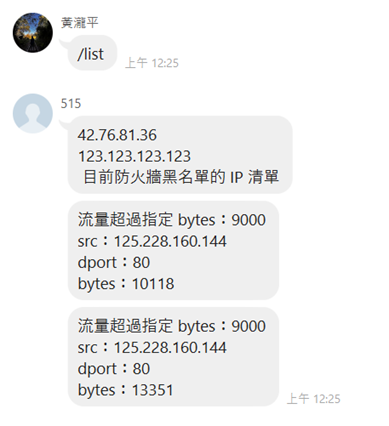 黃瀧平
/list
上午 12:25
515
42.76.81.36
123.123.123.123
目前防火牆黑名單的 IP 清單
流量超過指定 bytes：9000
src：125.228.160.144
dport：80
bytes：10118
流量超過指定 bytes：9000
src：125.228.160.144
dport：80
bytes：13351
上午 12:25